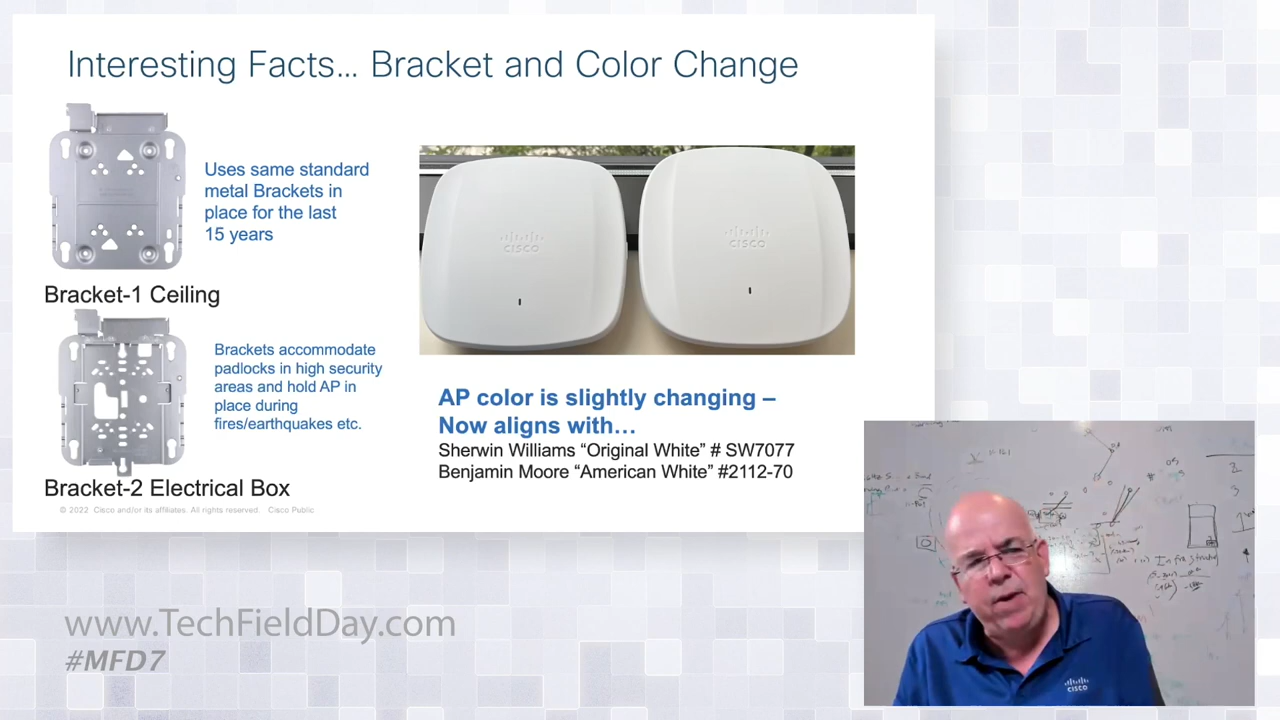 Interesting Facts... Bracket and Color Change
Uses same standard
metal Brackets in
place for the last
15 years
Bracket-1 Ceiling
Brackets accommodate
padlocks in high security
areas and hold AP in
place during
fires/earthquakes etc.
Bracket-2 Electrical Box
© 2022 Cisco and/or its affiliates. All rights reserved. Cisco Public
CISCO
CISCO
AP color is slightly changing –
Now aligns with…
Sherwin Williams “Original White” # SW7077
Benjamin Moore “American White” #2112-70
www.TechFieldDay.com
#MFD7
CISCO